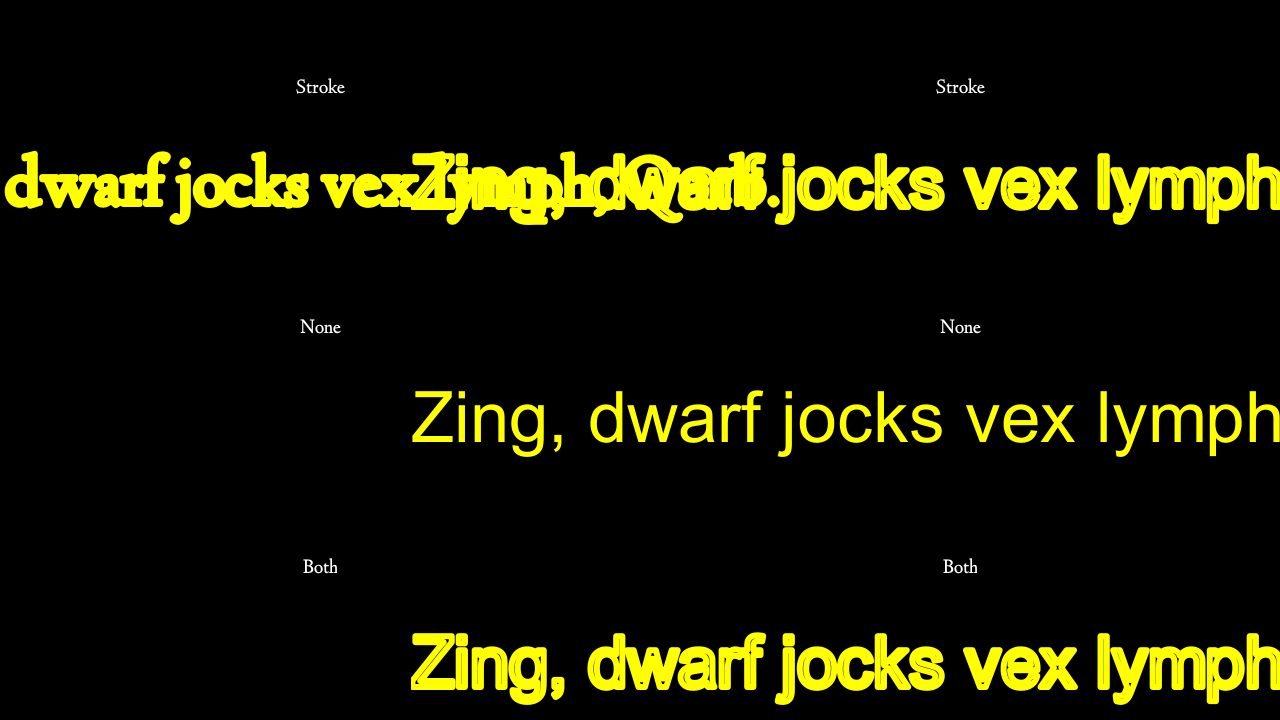 Stroke Stroke
dwarf jocks vex lymph, Qwab. Zing, dwarf jocks vex lymph
None None
Zing, dwarf jocks vex lymph
Both Both
Zing, dwarf jocks vex lymph